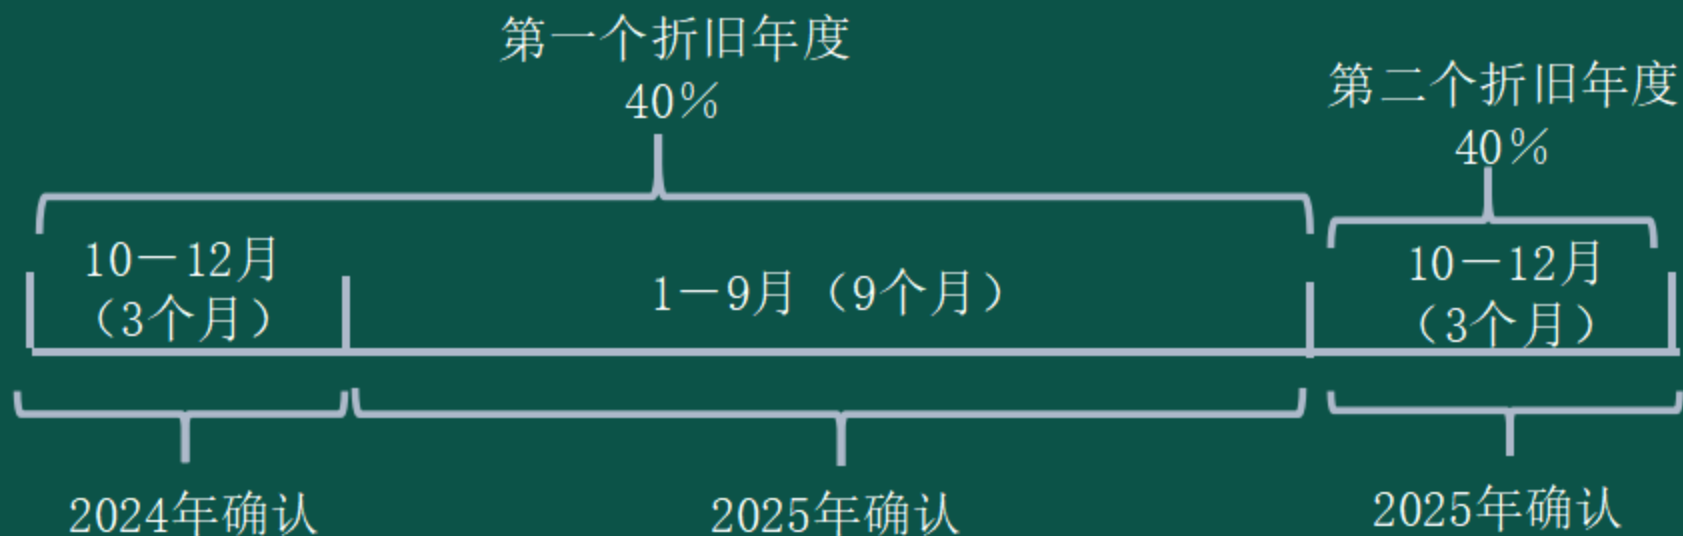 第一个折旧年度
40％
第二个折旧年度
40％
10－12月
（3个月）
1－9月（9个月）
10－12月
（3个月）
2024年确认
2025年确认
2025年确认